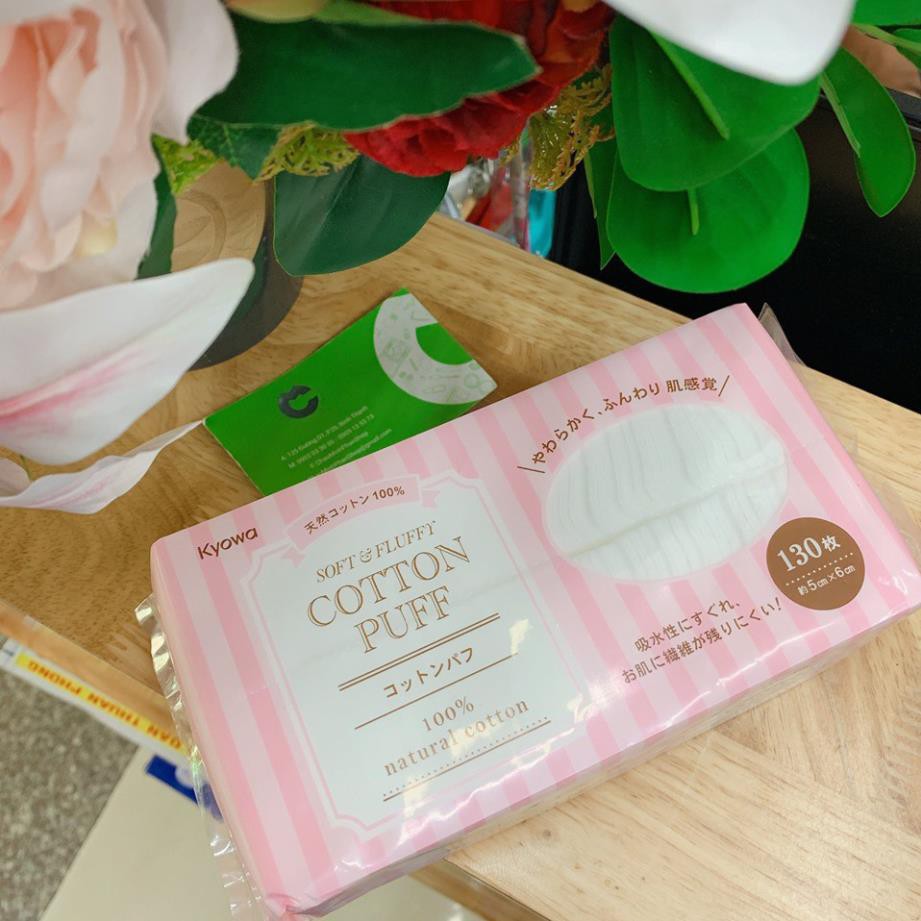 Kyowa
天然コットン100%
SOFT & FLUFFY
COTTON
PUFF
コットンパフ
100%
natural cotton
\やわらかく、ふんわり 肌感覚/
130枚
約5cm×6cm
吸水性にすぐれ、
お肌に繊維が残りにくい!
THUAN PHONG